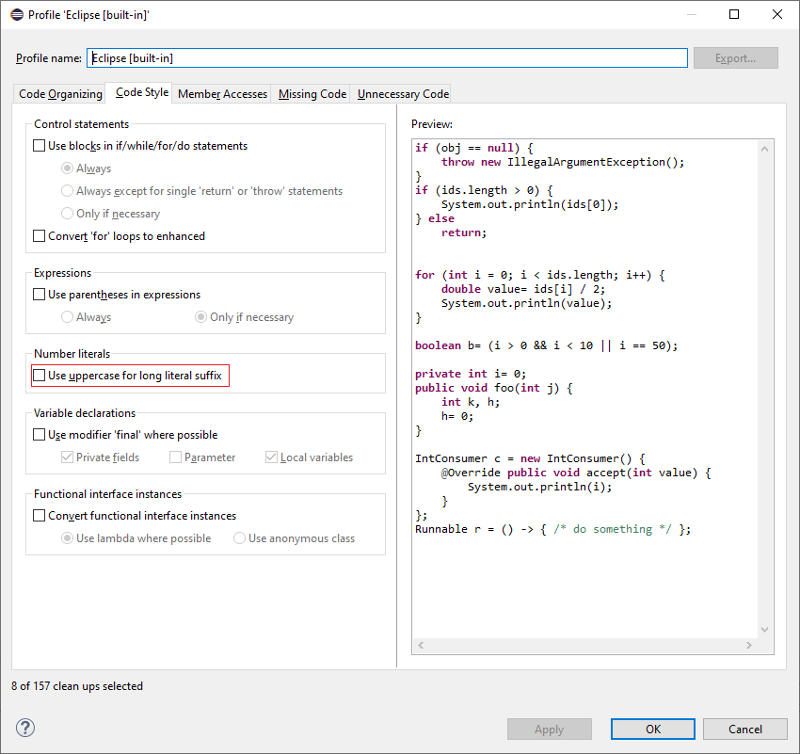 Profile 'Eclipse [built-in]'
Profile name: Eclipse [built-in] Export...
Code Organizing Code Style Member Accesses Missing Code Unnecessary Code
Control statements
Use blocks in if/while/for/do statements
Always
Always except for single 'return' or 'throw' statements
Only if necessary
Convert 'for' loops to enhanced
Expressions
Use parentheses in expressions
Always Only if necessary
Number literals
Use uppercase for long literal suffix
Variable declarations
Use modifier 'final' where possible
Private fields Parameter Local variables
Functional interface instances
Convert functional interface instances
Use lambda where possible Use anonymous class
Preview:
if (obj == null) {
    throw new IllegalArgumentException();
}
if (ids.length > 0) {
    System.out.println(ids[0]);
} else
    return;
for (int i = 0; i < ids.length; i++) {
    double value= ids[i] / 2;
    System.out.println(value);
}
boolean b= (i > 0 && i < 10 || i == 50);
private int i= 0;
public void foo(int j) {
    int k, h;
    h= 0;
}
IntConsumer c = new IntConsumer() {
    @Override public void accept(int value) {
        System.out.println(i);
    }
};
Runnable r = () -> { /* do something */ };
8 of 157 clean ups selected
? Apply OK Cancel